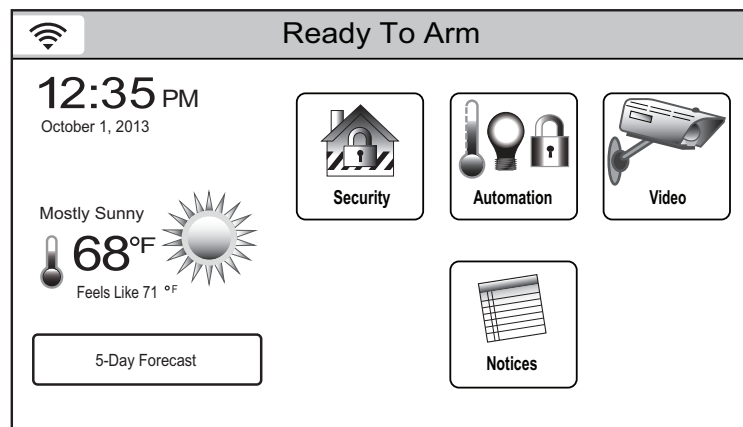 Ready To Arm
12:35 PM
October 1, 2013
Mostly Sunny
68°F
Feels Like 71 °F
5-Day Forecast
Security
Automation
Video
Notices